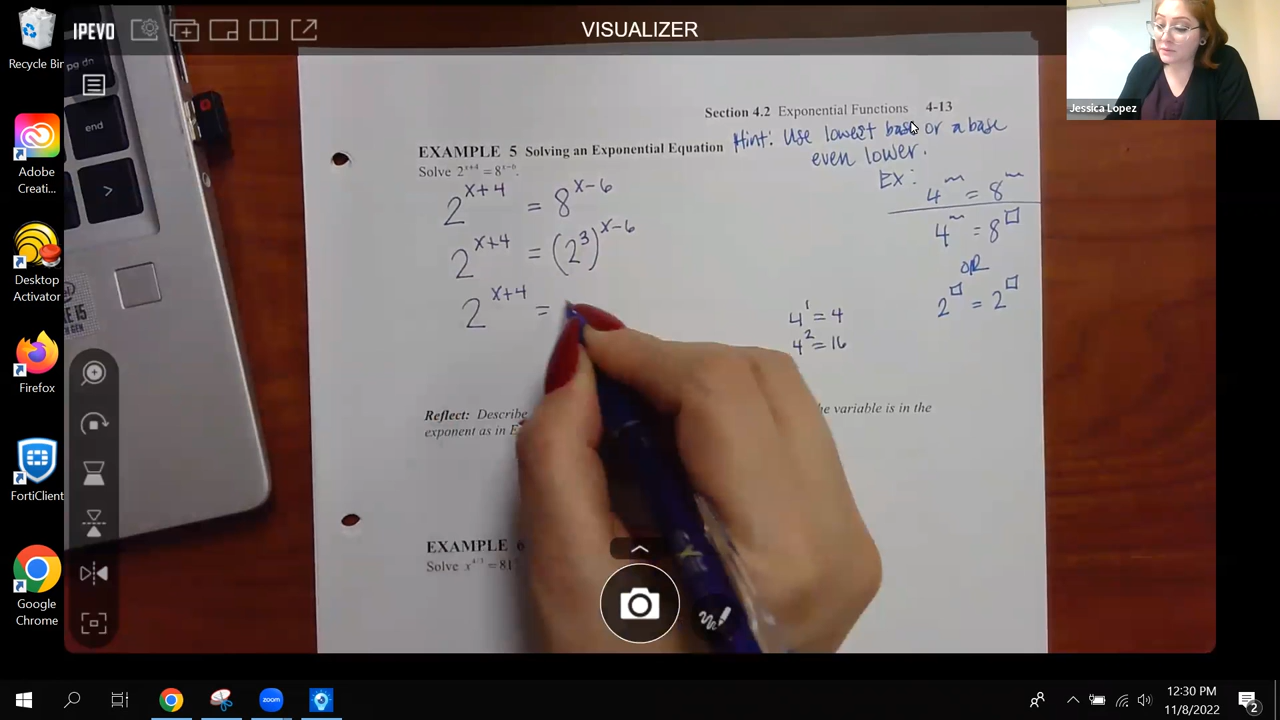 Recycle Bin
Adobe
Creati...
Desktop
Activator
Firefox
FortiClient
Google
Chrome
IPEVO
VISUALIZER
Jessica Lopez
pg dn
end
Section 4.2 Exponential Functions 4-13
Hint: Use lowest base or a base
even lower.
EXAMPLE 5 Solving an Exponential Equation
Solve 2^{x+4} = 8^{x-6}.
2^{x+4} = 8^{x-6}
2^{x+4} = (2^3)^{x-6}
2^{x+4} =
Ex:
4^~ = 8^~
4^~ = 8^□
OR
2^□ = 2^□
4^1 = 4
4^2 = 16
Reflect: Describe
the variable is in the
exponent as in
EXAMPLE 6
Solve x^{4/3} = 81
12:30 PM
11/8/2022
zoom
2